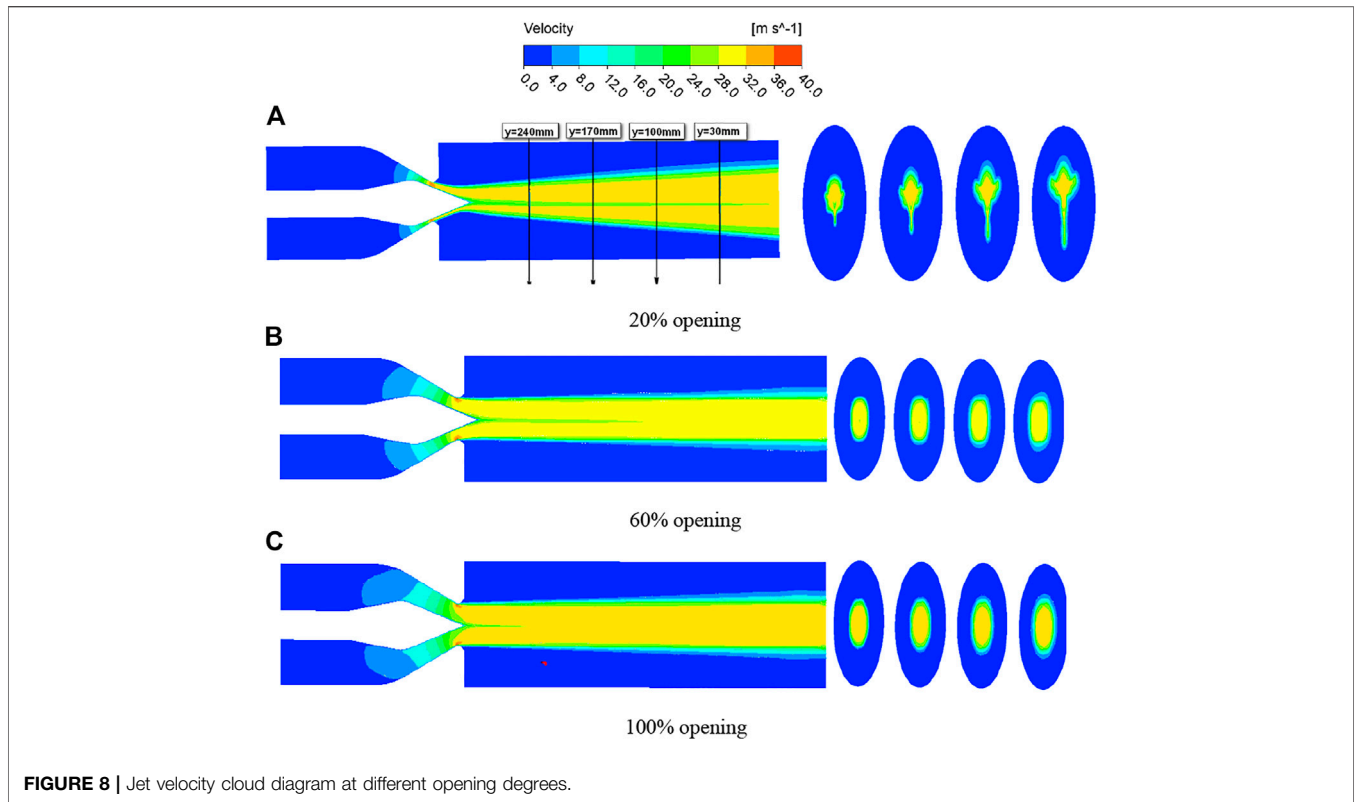 Velocity [m s^-1]
0.0 4.0 8.0 12.0 16.0 20.0 24.0 28.0 32.0 36.0 40.0
A
y=240mm y=170mm y=100mm y=30mm
20% opening
B
60% opening
C
100% opening
FIGURE 8 | Jet velocity cloud diagram at different opening degrees.